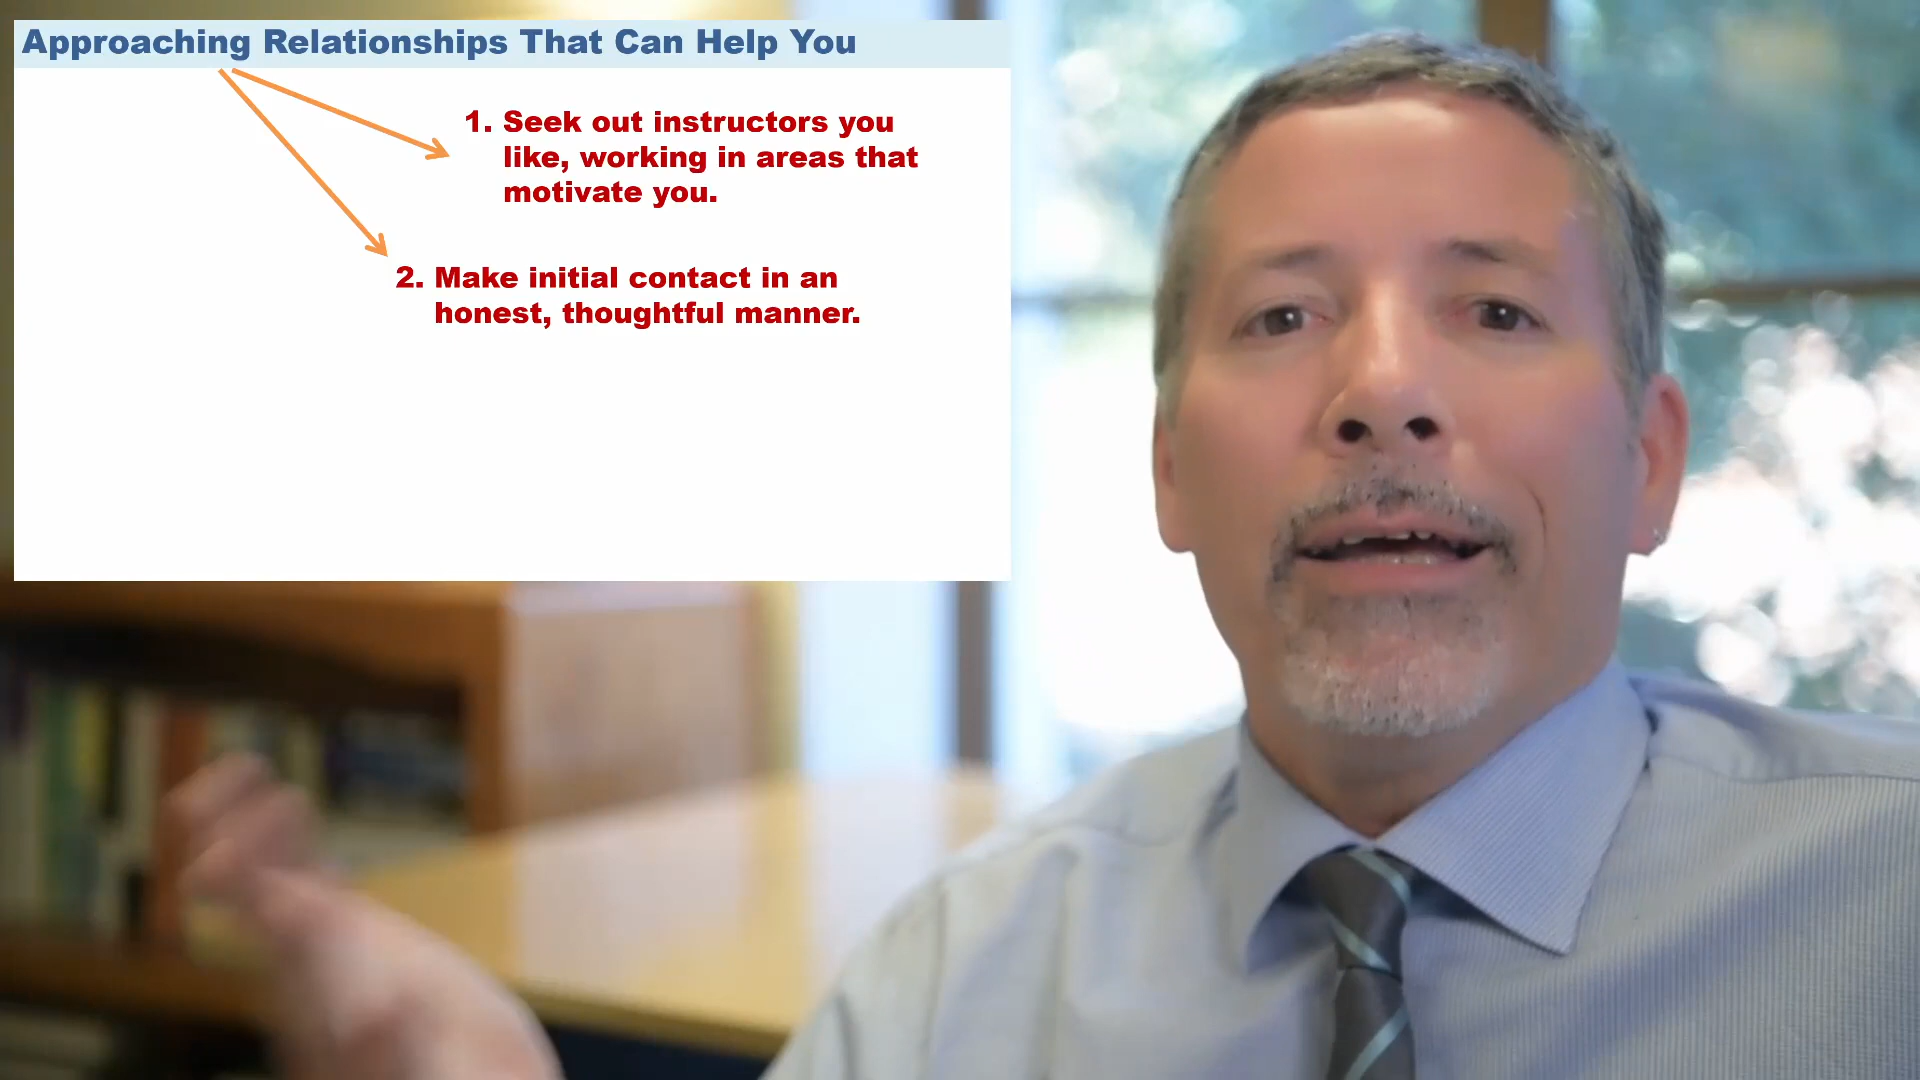 Approaching Relationships That Can Help You
1. Seek out instructors you
like, working in areas that
motivate you.
2. Make initial contact in an
honest, thoughtful manner.